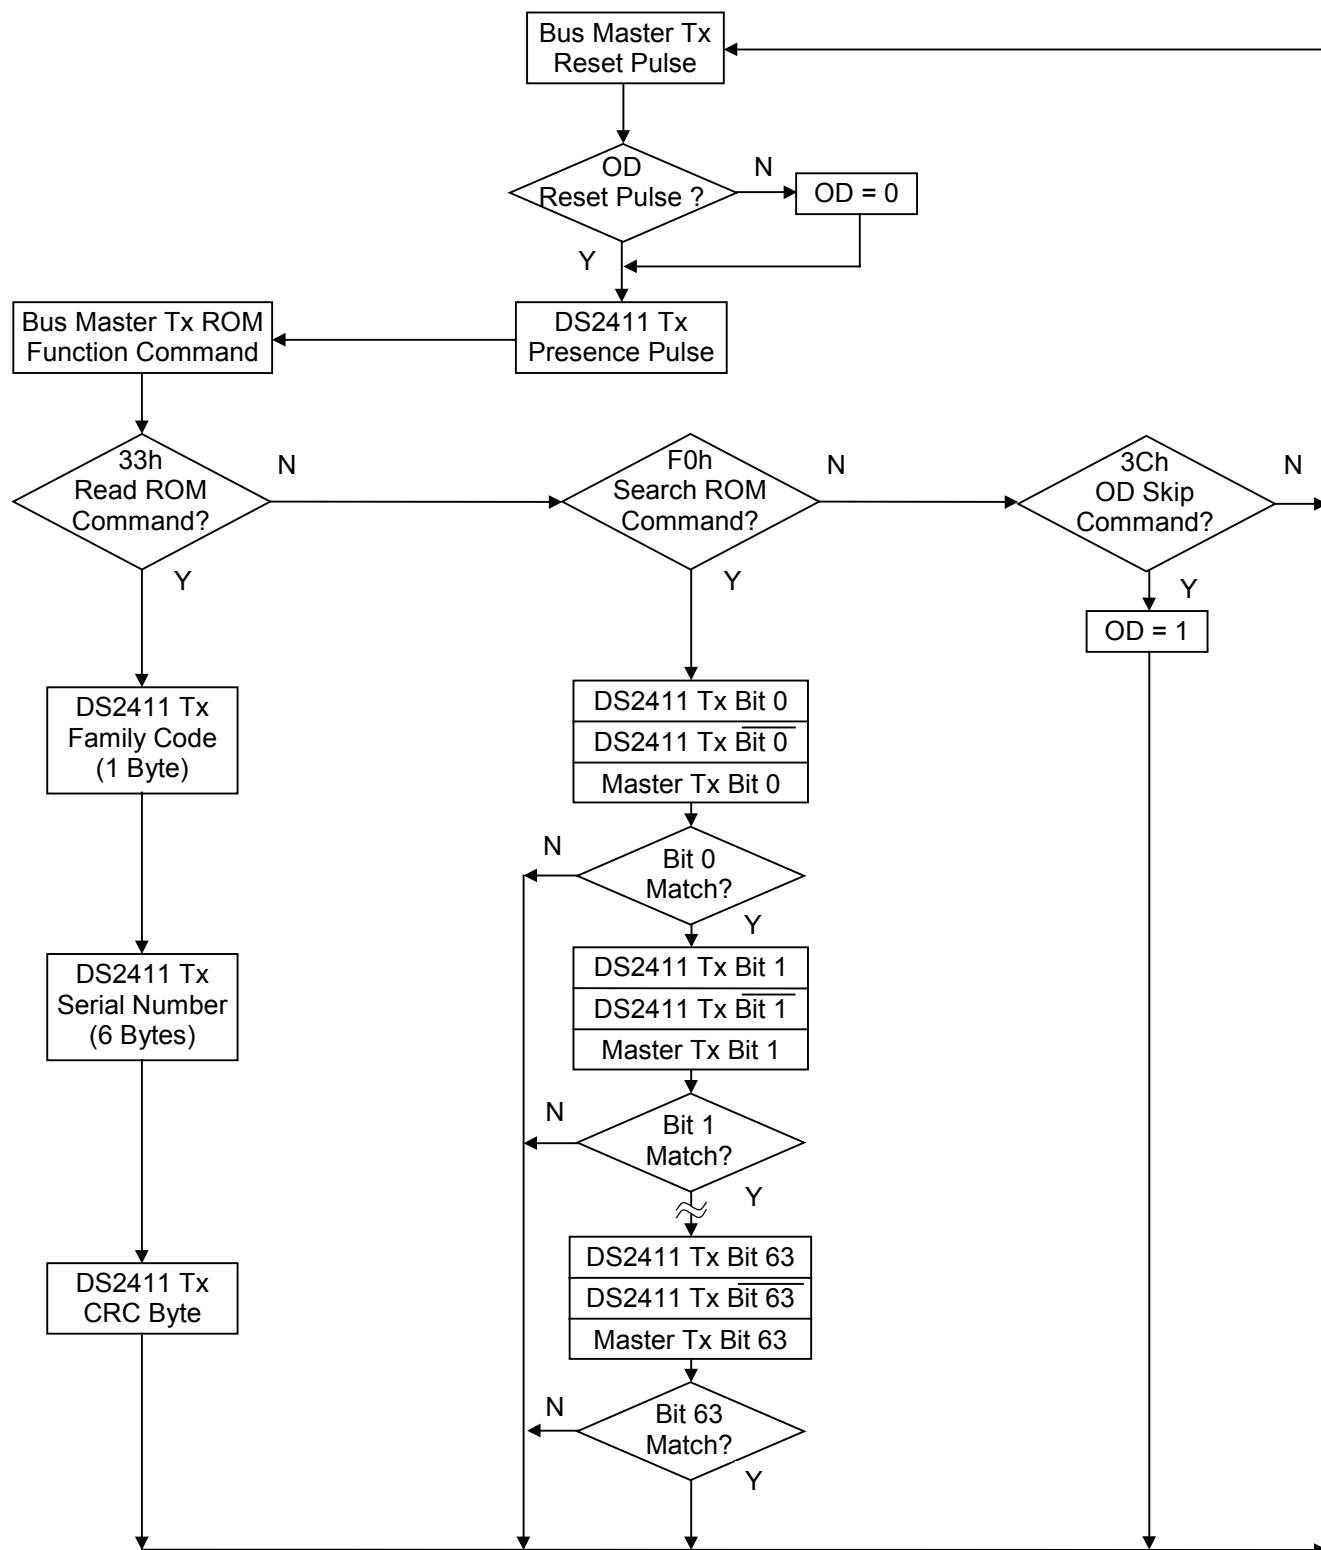 Bus Master Tx
Reset Pulse
OD
Reset Pulse ?
N
OD = 0
Y
Bus Master Tx ROM
Function Command
DS2411 Tx
Presence Pulse
33h
Read ROM
Command?
N
Y
F0h
Search ROM
Command?
N
Y
3Ch
OD Skip
Command?
N
Y
OD = 1
DS2411 Tx
Family Code
(1 Byte)
DS2411 Tx
Serial Number
(6 Bytes)
DS2411 Tx
CRC Byte
DS2411 Tx Bit 0
DS2411 Tx B̅i̅t̅ ̅0̅
Master Tx Bit 0
Bit 0
Match?
N
Y
DS2411 Tx Bit 1
DS2411 Tx B̅i̅t̅ ̅1̅
Master Tx Bit 1
Bit 1
Match?
N
Y
DS2411 Tx Bit 63
DS2411 Tx B̅i̅t̅ ̅6̅3̅
Master Tx Bit 63
Bit 63
Match?
N
Y